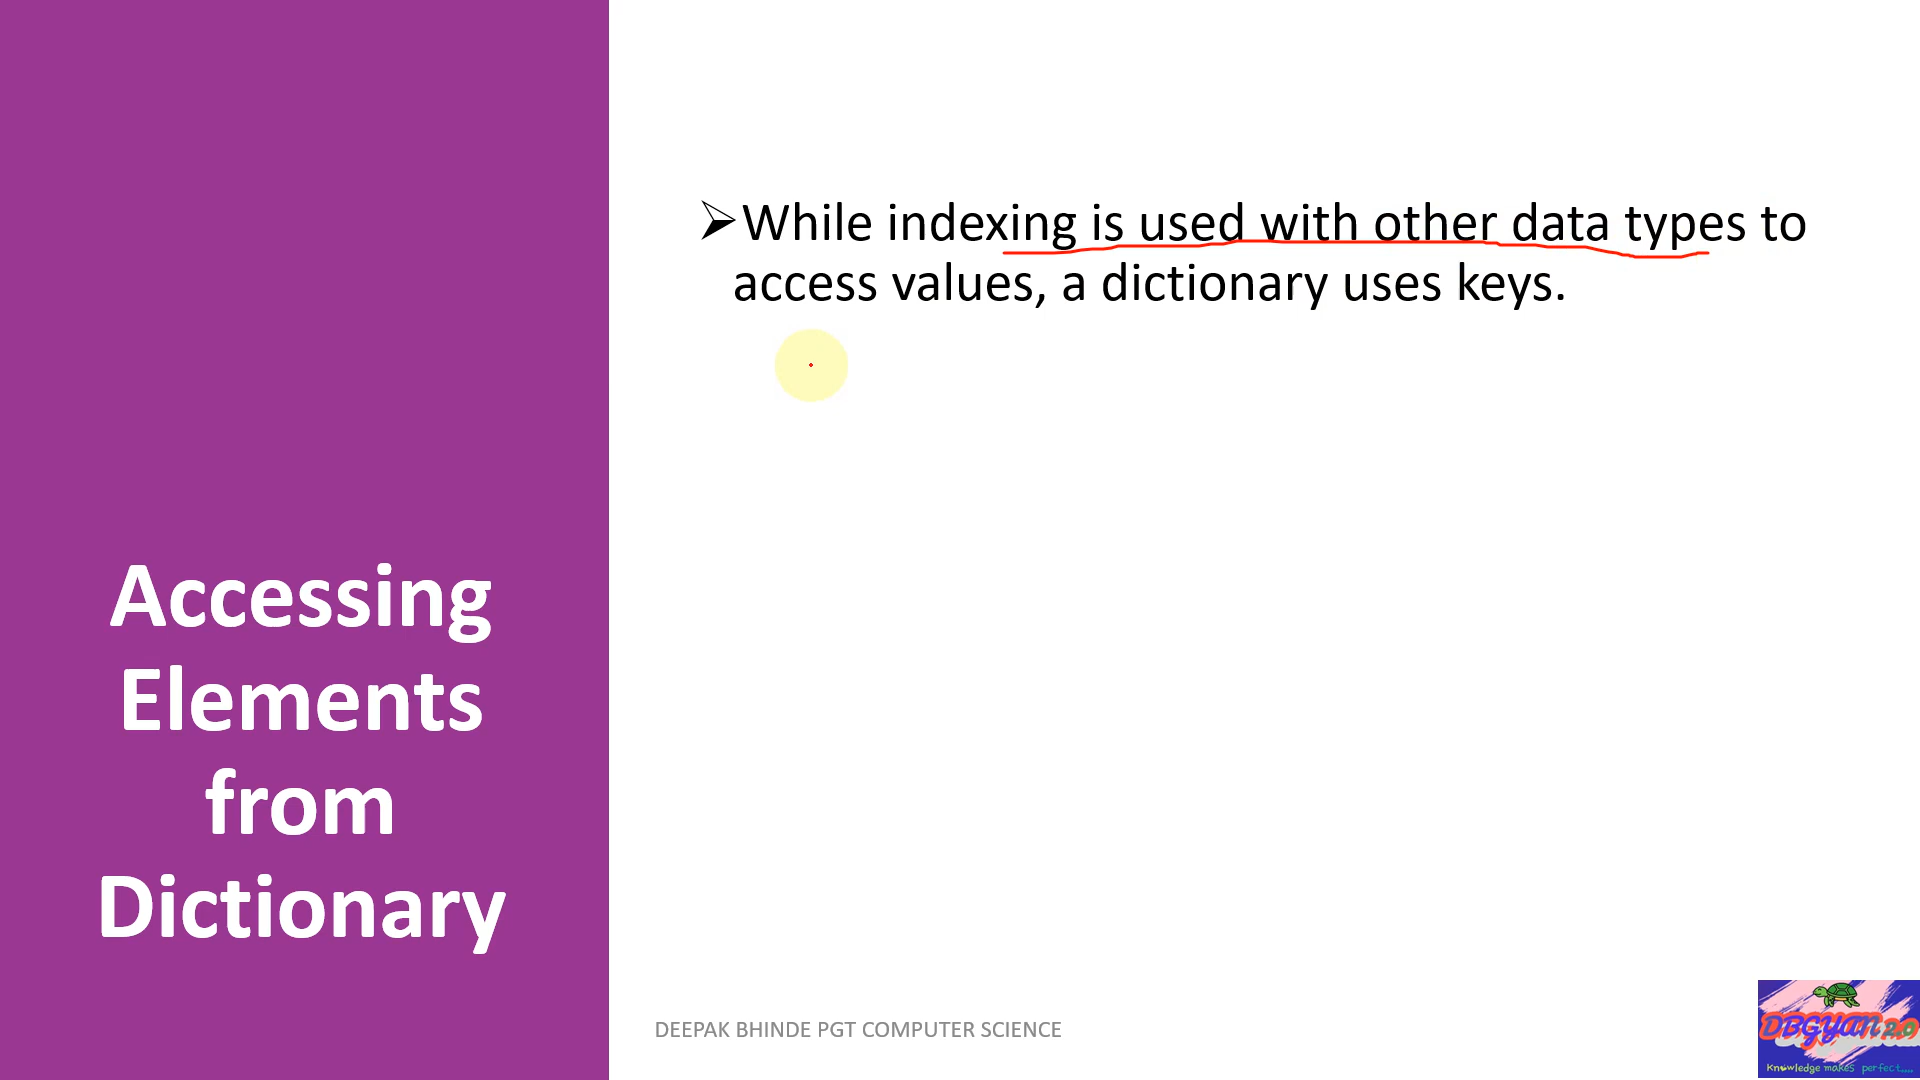 Accessing
Elements
from
Dictionary
➢While indexing is used with other data types to
access values, a dictionary uses keys.
DEEPAK BHINDE PGT COMPUTER SCIENCE
DBGyan 2.0
Knowledge makes perfect....